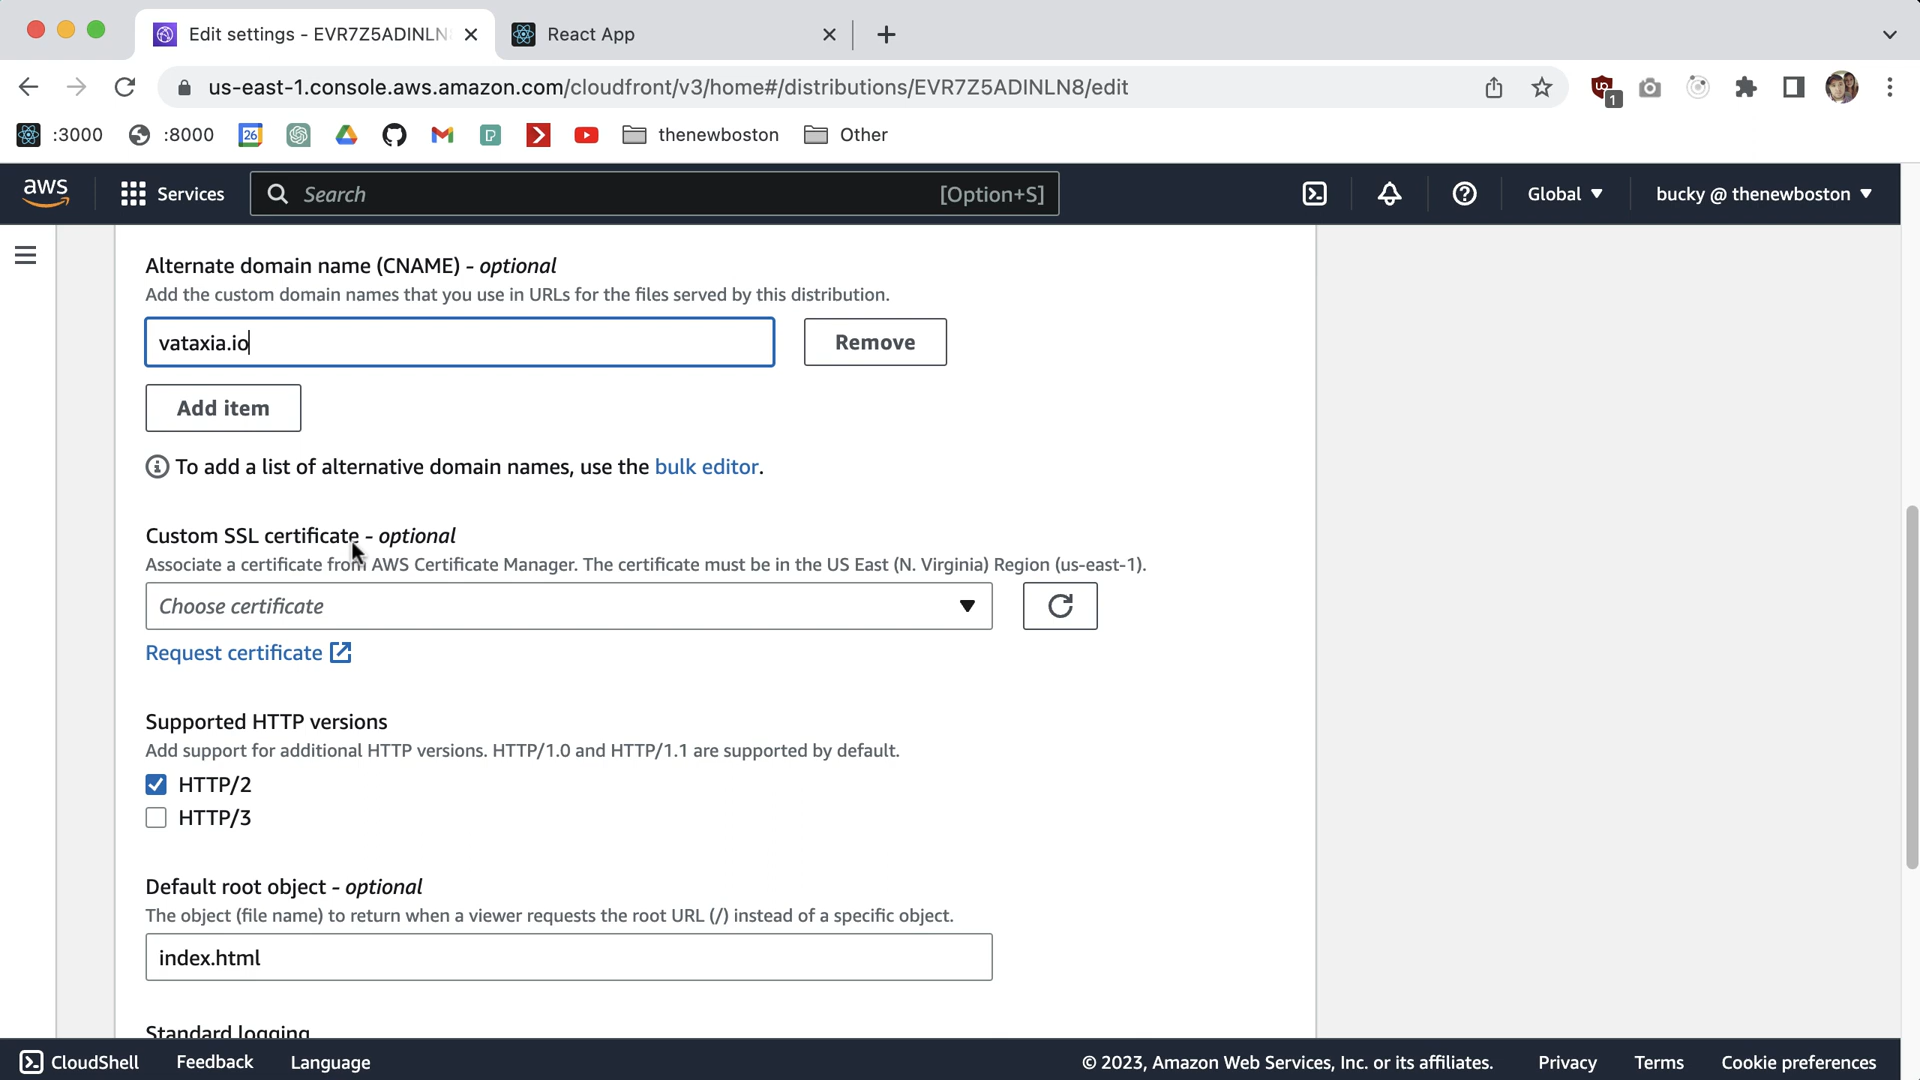 Edit settings - EVR7Z5ADINLN
React App
us-east-1.console.aws.amazon.com/cloudfront/v3/home#/distributions/EVR7Z5ADINLN8/edit
1
:3000
:8000
26
thenewboston
Other
aws
Services
Search
[Option+S]
Global
bucky @ thenewboston
Alternate domain name (CNAME) - optional
Add the custom domain names that you use in URLs for the files served by this distribution.
vataxia.io
Remove
Add item
To add a list of alternative domain names, use the bulk editor.
Custom SSL certificate - optional
Associate a certificate from AWS Certificate Manager. The certificate must be in the US East (N. Virginia) Region (us-east-1).
Choose certificate
Request certificate
Supported HTTP versions
Add support for additional HTTP versions. HTTP/1.0 and HTTP/1.1 are supported by default.
HTTP/2
HTTP/3
Default root object - optional
The object (file name) to return when a viewer requests the root URL (/) instead of a specific object.
index.html
Standard logging
CloudShell
Feedback
Language
© 2023, Amazon Web Services, Inc. or its affiliates.
Privacy
Terms
Cookie preferences